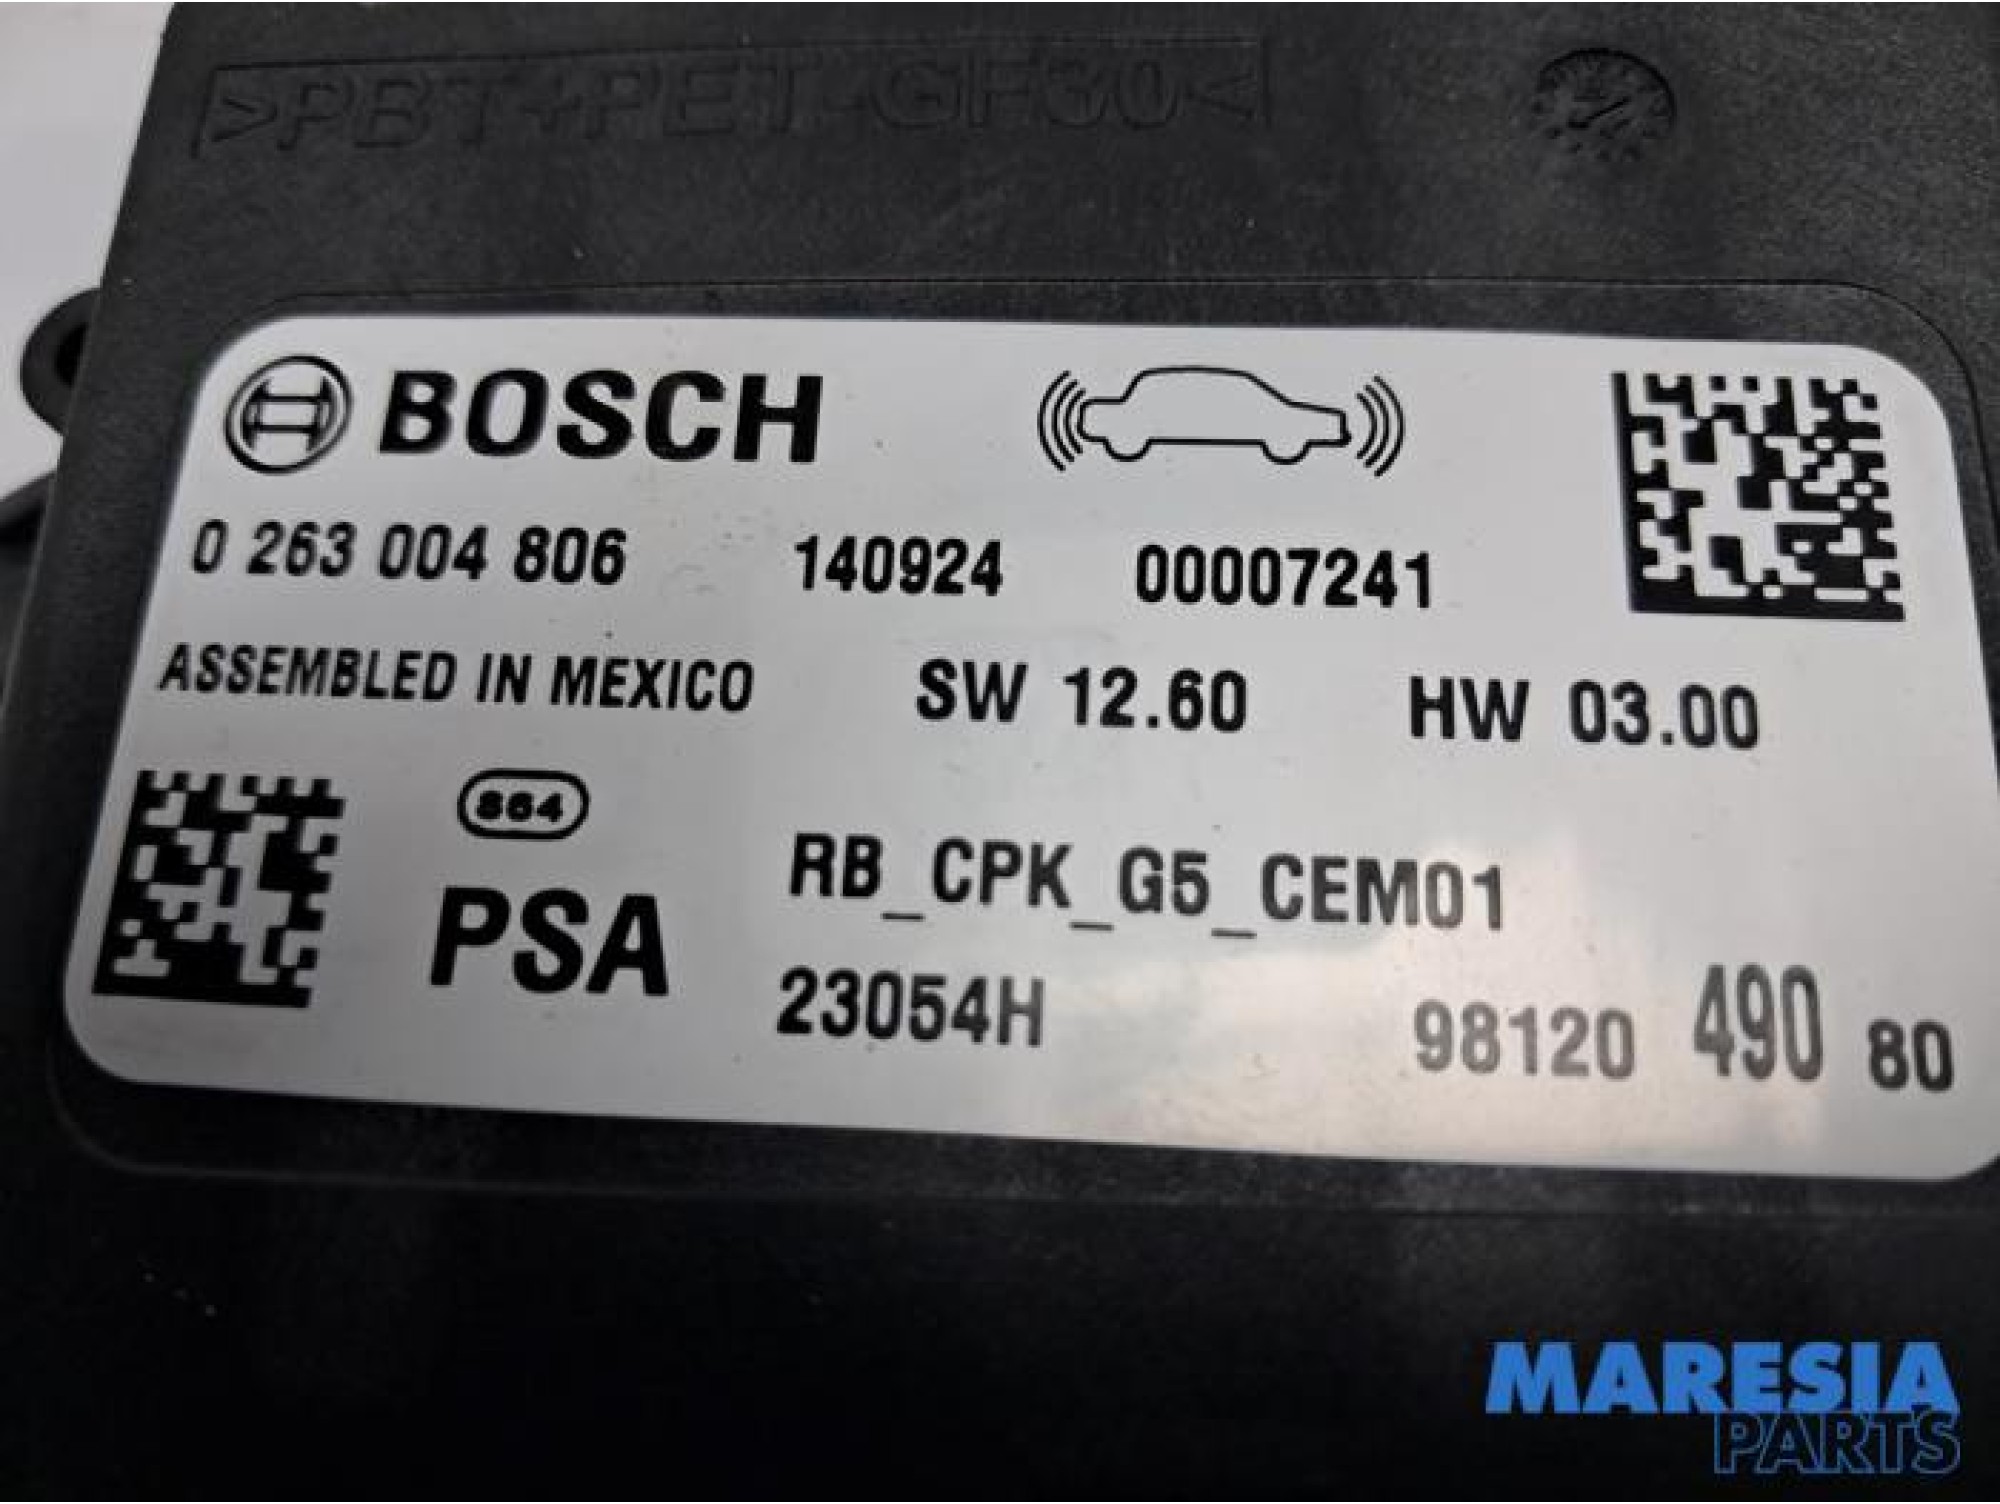 >PBT+PET-GF30<
BOSCH
0 263 004 806 140924 00007241
ASSEMBLED IN MEXICO SW 12.60 HW 03.00
864
PSA
RB_CPK_G5_CEM01
23054H 98120 490 80
MARESIA
PARTS